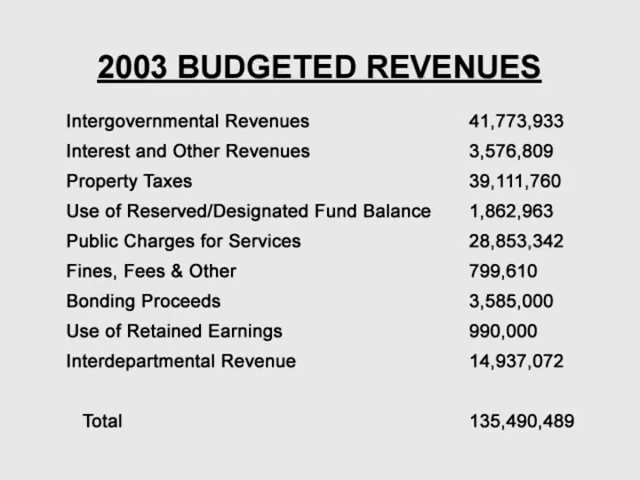 2003 BUDGETED REVENUES
Intergovernmental Revenues 41,773,933
Interest and Other Revenues 3,576,809
Property Taxes 39,111,760
Use of Reserved/Designated Fund Balance 1,862,963
Public Charges for Services 28,853,342
Fines, Fees & Other 799,610
Bonding Proceeds 3,585,000
Use of Retained Earnings 990,000
Interdepartmental Revenue 14,937,072
Total 135,490,489